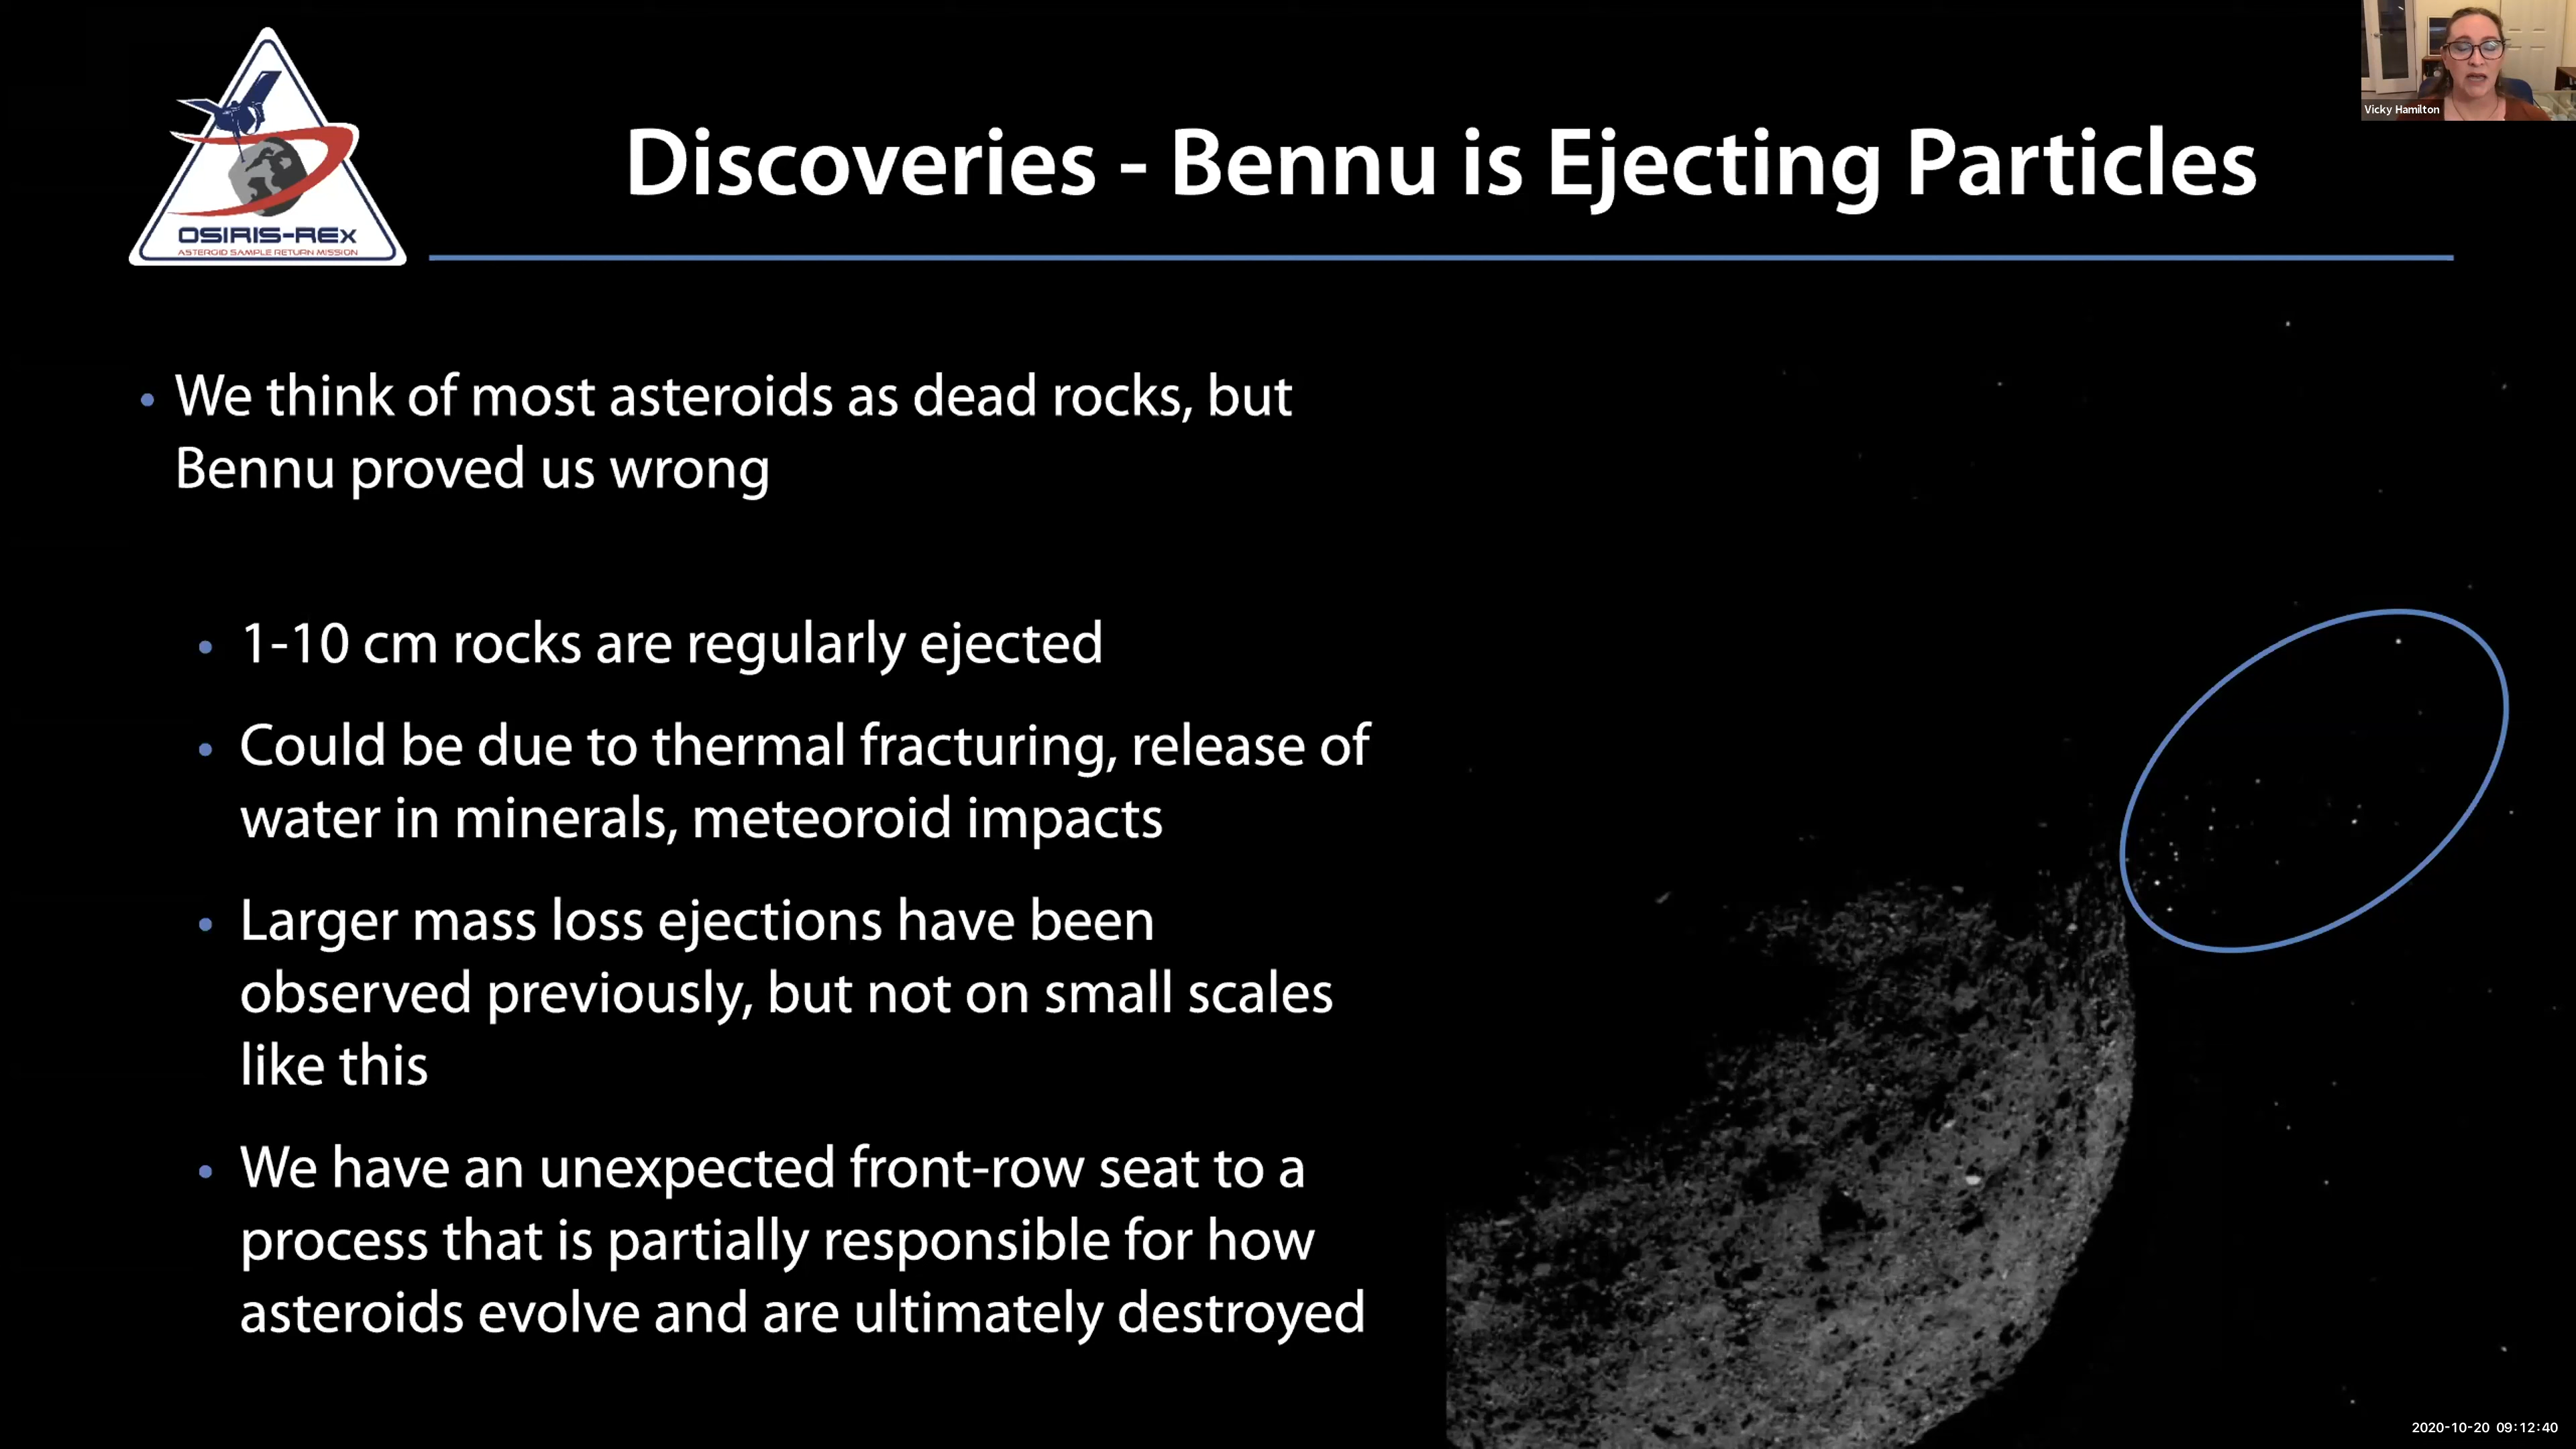 Vicky Hamilton
OSIRIS-REx
ASTEROID SAMPLE RETURN MISSION
Discoveries - Bennu is Ejecting Particles
• We think of most asteroids as dead rocks, but
Bennu proved us wrong
• 1-10 cm rocks are regularly ejected
• Could be due to thermal fracturing, release of
water in minerals, meteoroid impacts
• Larger mass loss ejections have been
observed previously, but not on small scales
like this
• We have an unexpected front-row seat to a
process that is partially responsible for how
asteroids evolve and are ultimately destroyed
2020-10-20 09:12:40